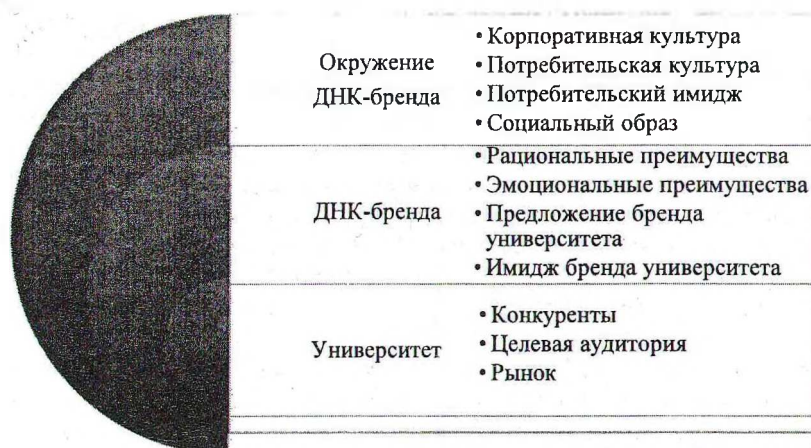 Окружение
ДНК-бренда
• Корпоративная культура
• Потребительская культура
• Потребительский имидж
• Социальный образ
ДНК-бренда
• Рациональные преимущества
• Эмоциональные преимущества
• Предложение бренда
университета
• Имидж бренда университета
Университет
• Конкуренты
• Целевая аудитория
• Рынок